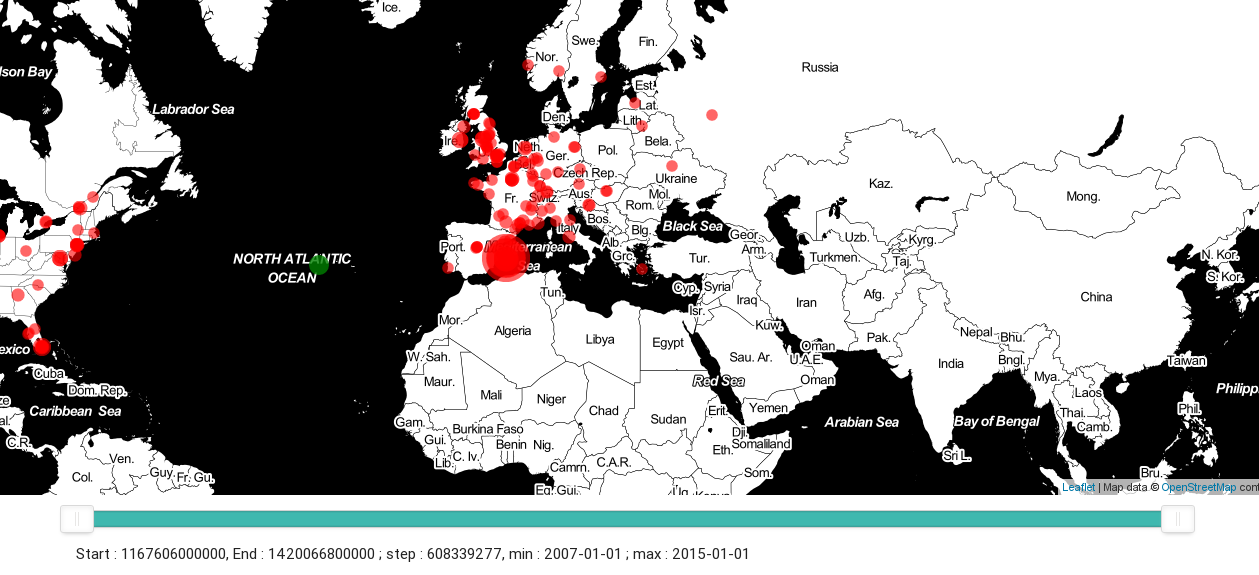 Ice.
Swe.
Fin.
Nor.
Russia
lson Bay
Est.
Labrador Sea
Lat.
Den.
Lith.
Ire.
Neth.
Bela.
Pol.
Ger.
Bel.
Czech Rep.
Ukraine
Kaz.
Fr.
Switz.
Aus.
Mol.
Rom.
Mong.
Bos.
Italy
Black Sea
Blg.
Geor.
Uzb.
Kyrg.
Port.
Mediterranean
Sea
Alb.
Arm.
NORTH ATLANTIC
OCEAN
Grc.
Tur.
Turkmen.
Taj.
N. Kor.
S. Kor.
Cyp.
Syria
Tun.
Iraq
Iran
Afg.
China
Isr.
Mor.
Algeria
Kuw.
Libya
Egypt
Pak.
Nepal
Bhu.
exico
Oman
W. Sah.
Sau. Ar.
U.A.E.
India
Bngl.
Taiwan
Cuba
Maur.
Red Sea
Oman
Mya.
Dom. Rep.
Mali
Niger
Laos
Philipp
ze
Caribbean Sea
Chad
Sudan
Erit.
Yemen
Thai.
Phil.
al.
Gam.
Burkina Faso
Arabian Sea
Bay of Bengal
Camb.
C.R.
Gui.
Benin
Nig.
Dji.
Somaliland
Eth.
Ven.
Lib.
C. Iv.
Camrn.
C.A.R.
Sri L.
Col.
Guy.
Fr. Gu.
Som.
Bru.
Eq. Gui.
Ug.
Kenya
Leaflet | Map data © OpenStreetMap cont
Start : 1167606000000, End : 1420066800000 ; step : 608339277, min : 2007-01-01 ; max : 2015-01-01